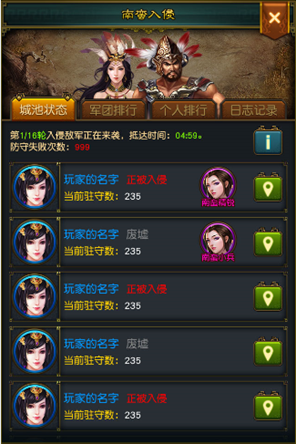 南蛮入侵
城池状态 军团排行 个人排行 日志记录
第1/16轮入侵敌军正在来袭，抵达时间：04:59。
防守失败次数：999
玩家的名字 正被入侵
当前驻守数：235
南蛮精锐
玩家的名字 废墟
当前驻守数：235
南蛮小兵
玩家的名字 正被入侵
当前驻守数：235
玩家的名字 废墟
当前驻守数：235
玩家的名字 正被入侵
当前驻守数：235